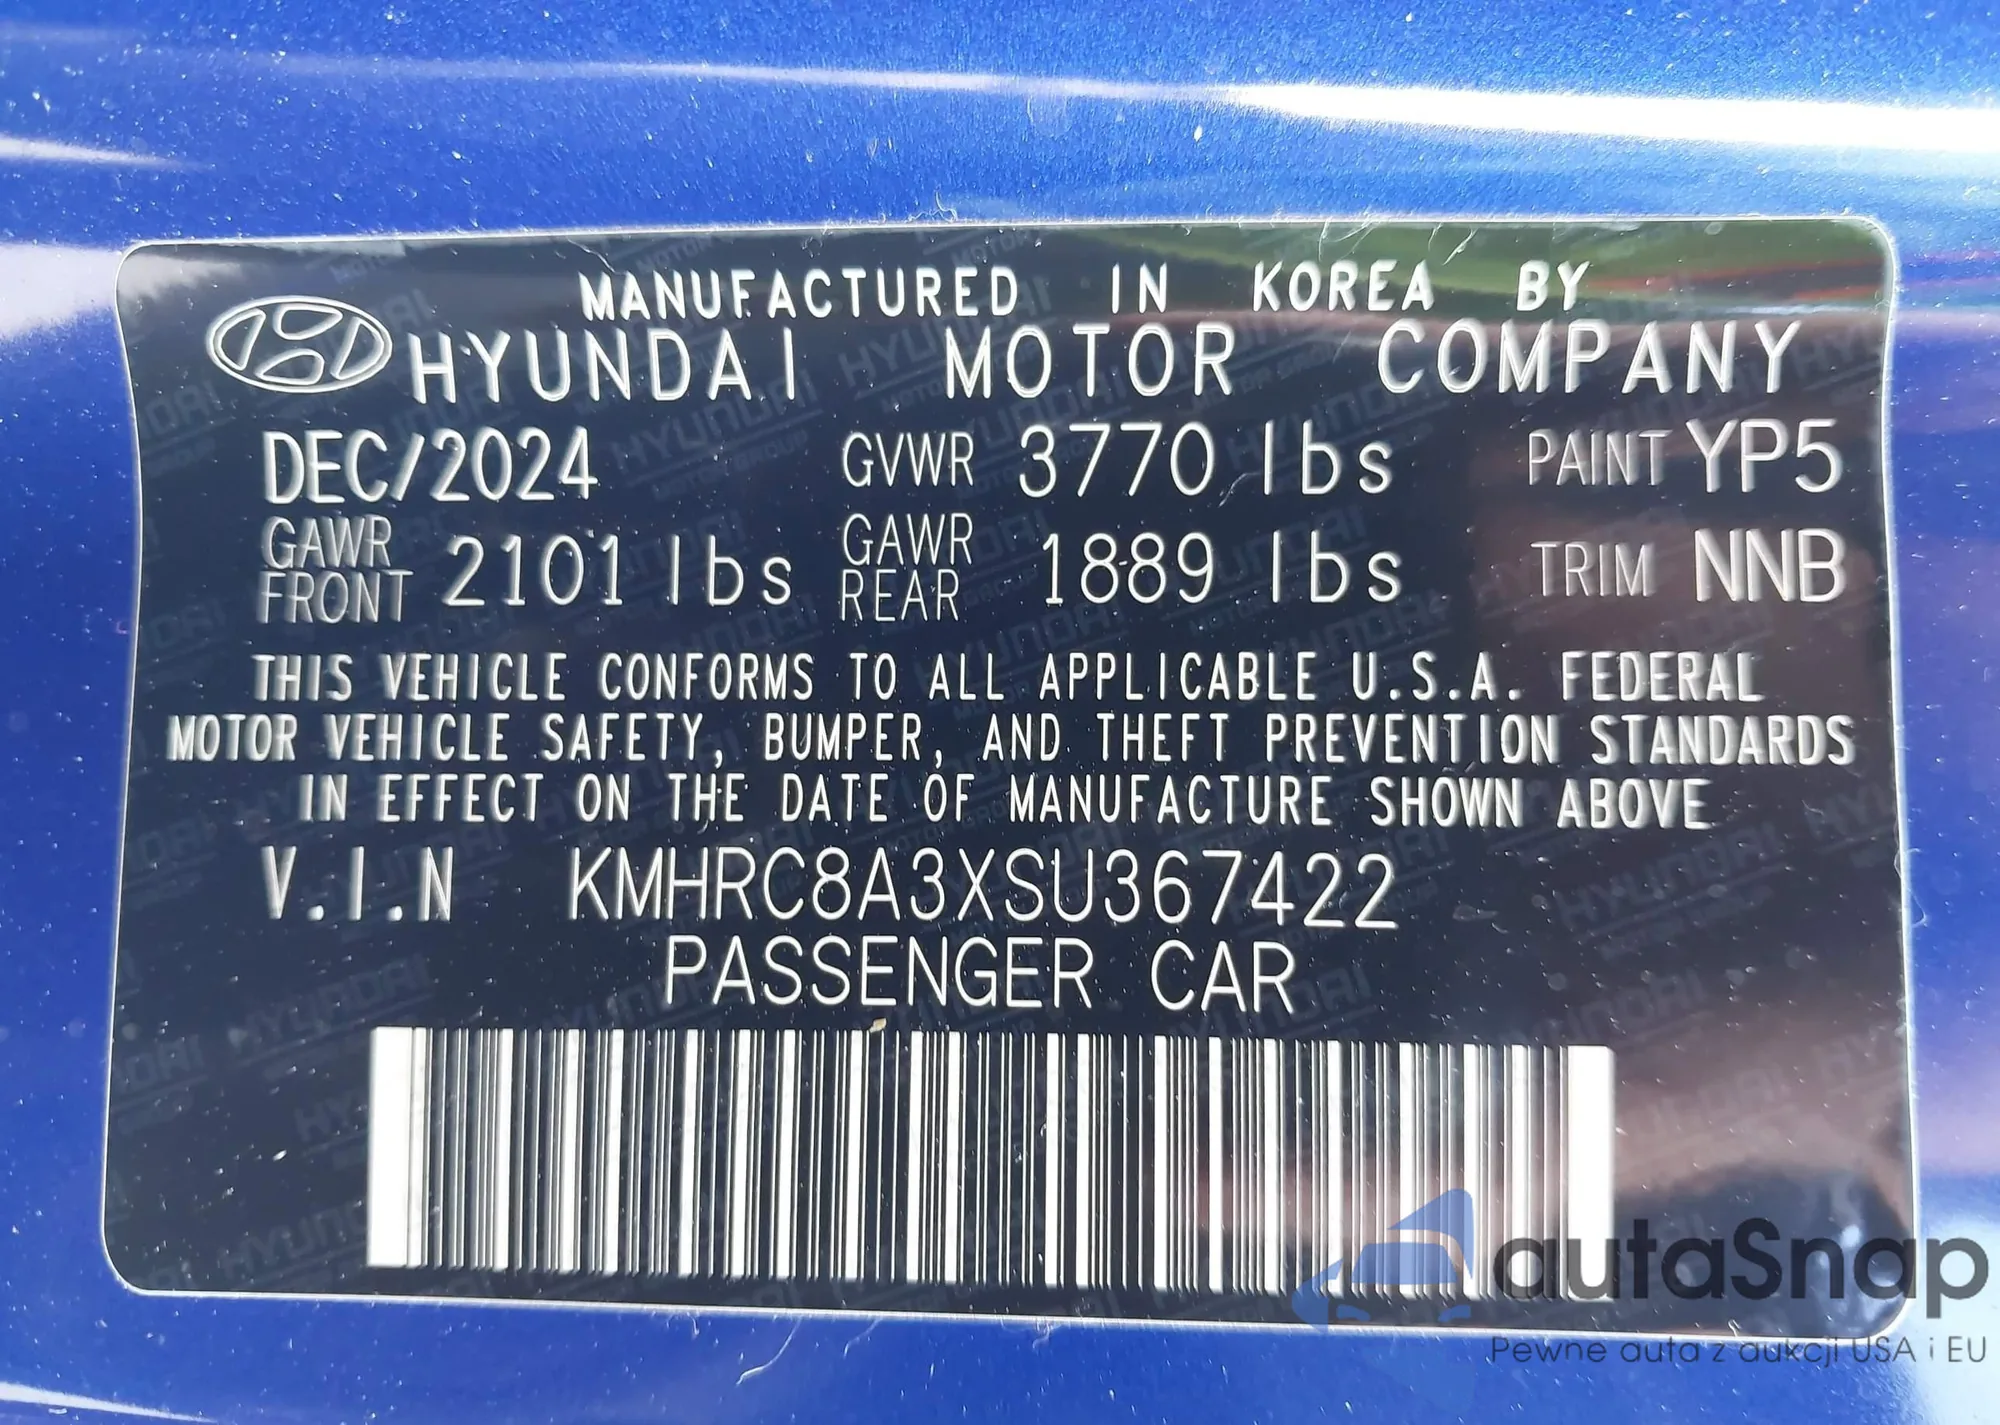 MANUFACTURED IN KOREA BY
HYUNDAI MOTOR COMPANY
DEC/2024 GVWR 3770 lbs PAINT YP5
GAWR FRONT 2101 lbs GAWR REAR 1889 lbs TRIM NNB
THIS VEHICLE CONFORMS TO ALL APPLICABLE U.S.A. FEDERAL
MOTOR VEHICLE SAFETY, BUMPER, AND THEFT PREVENTION STANDARDS
IN EFFECT ON THE DATE OF MANUFACTURE SHOWN ABOVE
V.I.N KMHRC8A3XSU367422
PASSENGER CAR
autaSnap
Pewne auta z aukcji USA i EU